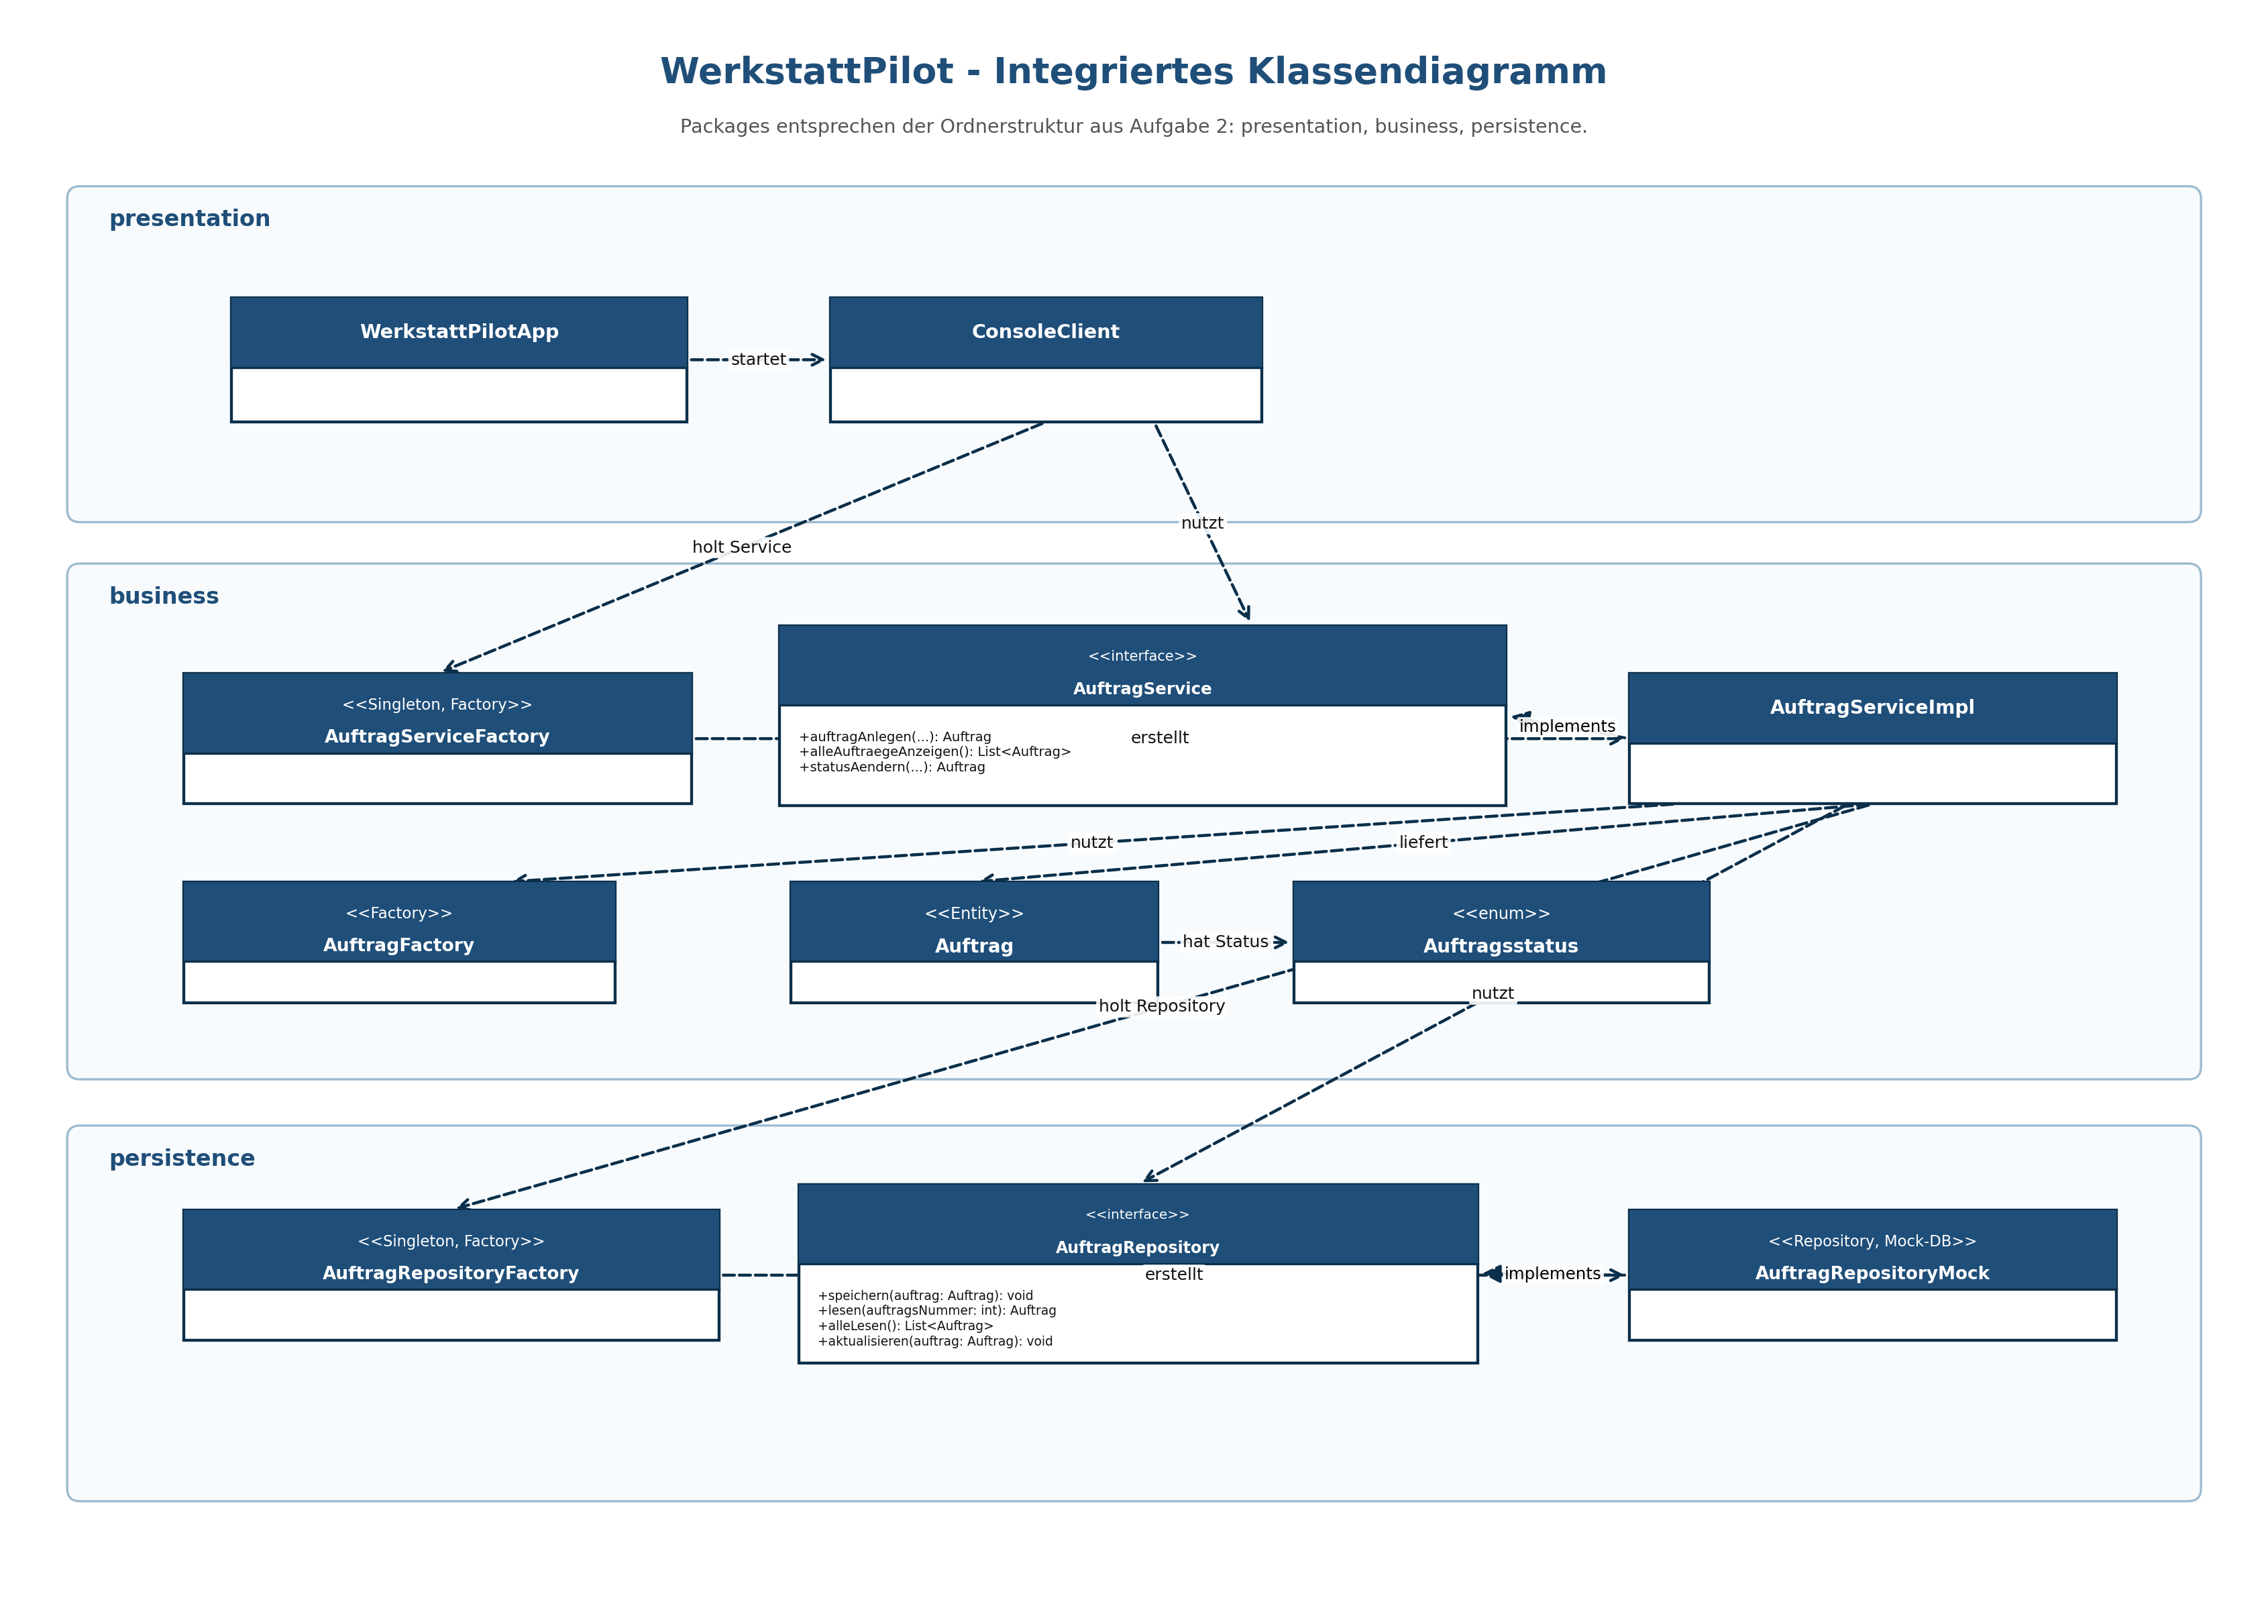 WerkstattPilot - Integriertes Klassendiagramm
Packages entsprechen der Ordnerstruktur aus Aufgabe 2: presentation, business, persistence.
presentation
WerkstattPilotApp
startet
ConsoleClient
nutzt
holt Service
business
<<Singleton, Factory>>
AuftragServiceFactory
<<interface>>
AuftragService
+auftragAnlegen(...): Auftrag
+alleAuftraegeAnzeigen(): List<Auftrag>
+statusAendern(...): Auftrag
erstellt
implements
AuftragServiceImpl
nutzt
liefert
<<Factory>>
AuftragFactory
<<Entity>>
Auftrag
hat Status
<<enum>>
Auftragsstatus
nutzt
holt Repository
persistence
<<Singleton, Factory>>
AuftragRepositoryFactory
<<interface>>
AuftragRepository
erstellt
+speichern(auftrag: Auftrag): void
+lesen(auftragsNummer: int): Auftrag
+alleLesen(): List<Auftrag>
+aktualisieren(auftrag: Auftrag): void
implements
<<Repository, Mock-DB>>
AuftragRepositoryMock